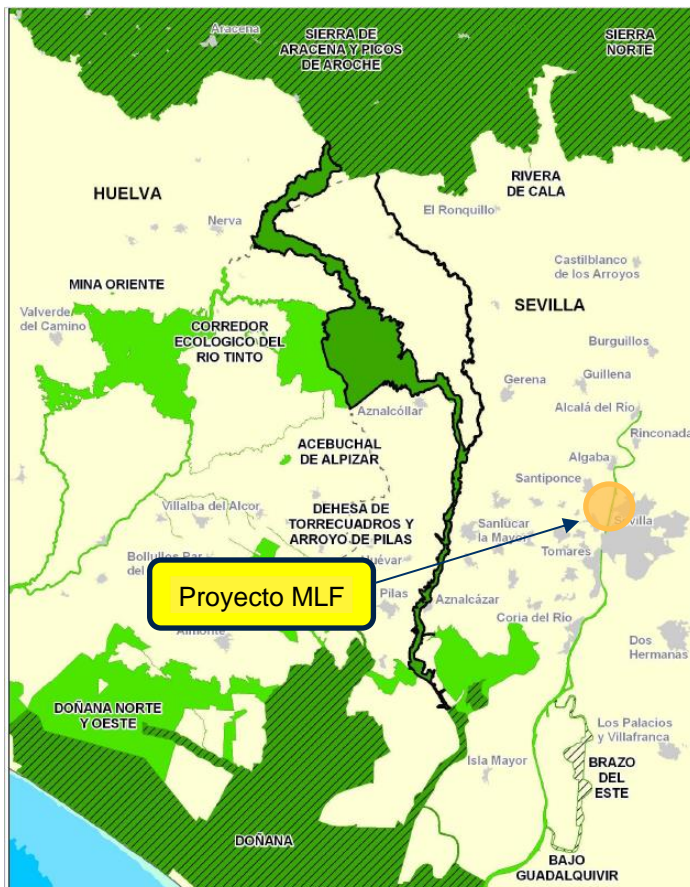 Aracena
SIERRA DE
ARACENA Y PICOS
DE AROCHE
SIERRA
NORTE
HUELVA
RIVERA
DE CALA
Nerva
El Ronquillo
Castilblanco
de los Arroyos
MINA ORIENTE
SEVILLA
Valverde
del Camino
CORREDOR
ECOLOGICO DEL
RIO TINTO
Burguillos
Gerena
Guillena
Aznalcóllar
Alcalá del Río
Rinconada
ACEBUCHAL
DE ALPIZAR
Algaba
Santiponce
Villalba del Alcor
DEHESA DE
TORRECUADROS Y
ARROYO DE PILAS
Sanlúcar
la Mayor
Sevilla
Tomares
Bollullos Par
del
Huévar
Proyecto MLF
Pilas
Aznalcázar
Coria del Río
Almonte
Dos
Hermanas
DOÑANA NORTE
Y OESTE
Los Palacios
y Villafranca
Isla Mayor
BRAZO
DEL
ESTE
DOÑANA
BAJO
GUADALQUIVIR